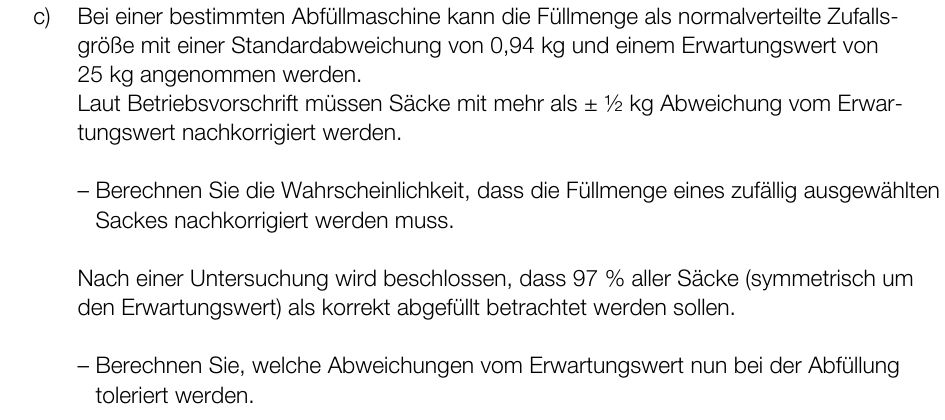 c) Bei einer bestimmten Abfüllmaschine kann die Füllmenge als normalverteilte Zufalls-
größe mit einer Standardabweichung von 0,94 kg und einem Erwartungswert von
25 kg angenommen werden.
Laut Betriebsvorschrift müssen Säcke mit mehr als ± ½ kg Abweichung vom Erwar-
tungswert nachkorrigiert werden.
– Berechnen Sie die Wahrscheinlichkeit, dass die Füllmenge eines zufällig ausgewählten
Sackes nachkorrigiert werden muss.
Nach einer Untersuchung wird beschlossen, dass 97 % aller Säcke (symmetrisch um
den Erwartungswert) als korrekt abgefüllt betrachtet werden sollen.
– Berechnen Sie, welche Abweichungen vom Erwartungswert nun bei der Abfüllung
toleriert werden.